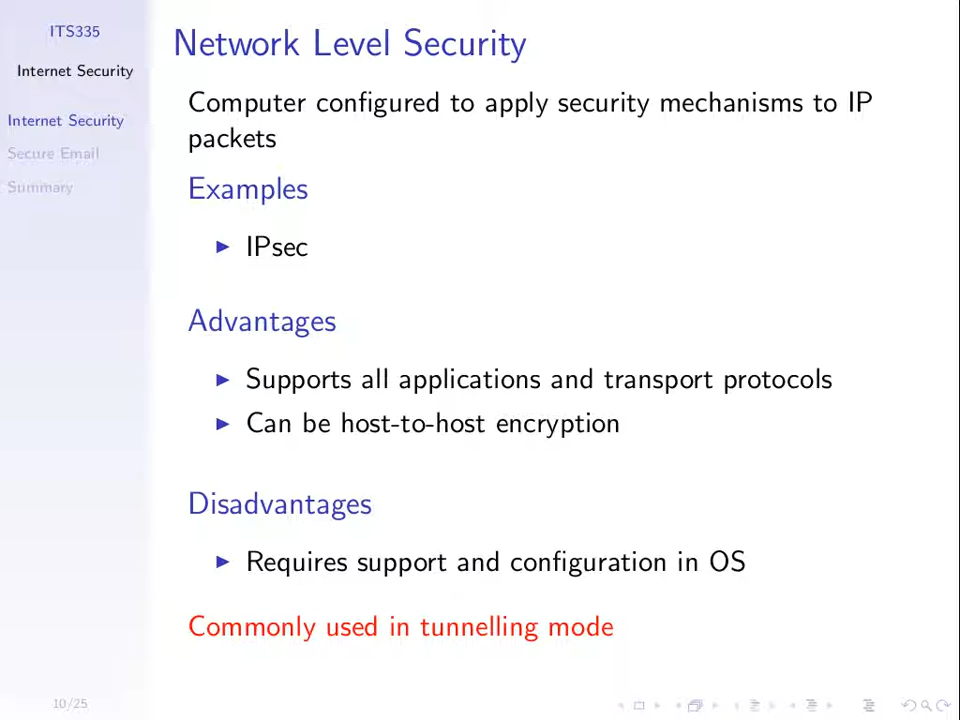 ITS335
Internet Security
Internet Security
Secure Email
Summary
Network Level Security
Computer configured to apply security mechanisms to IP
packets
Examples
IPsec
Advantages
Supports all applications and transport protocols
Can be host-to-host encryption
Disadvantages
Requires support and configuration in OS
Commonly used in tunnelling mode
10/25